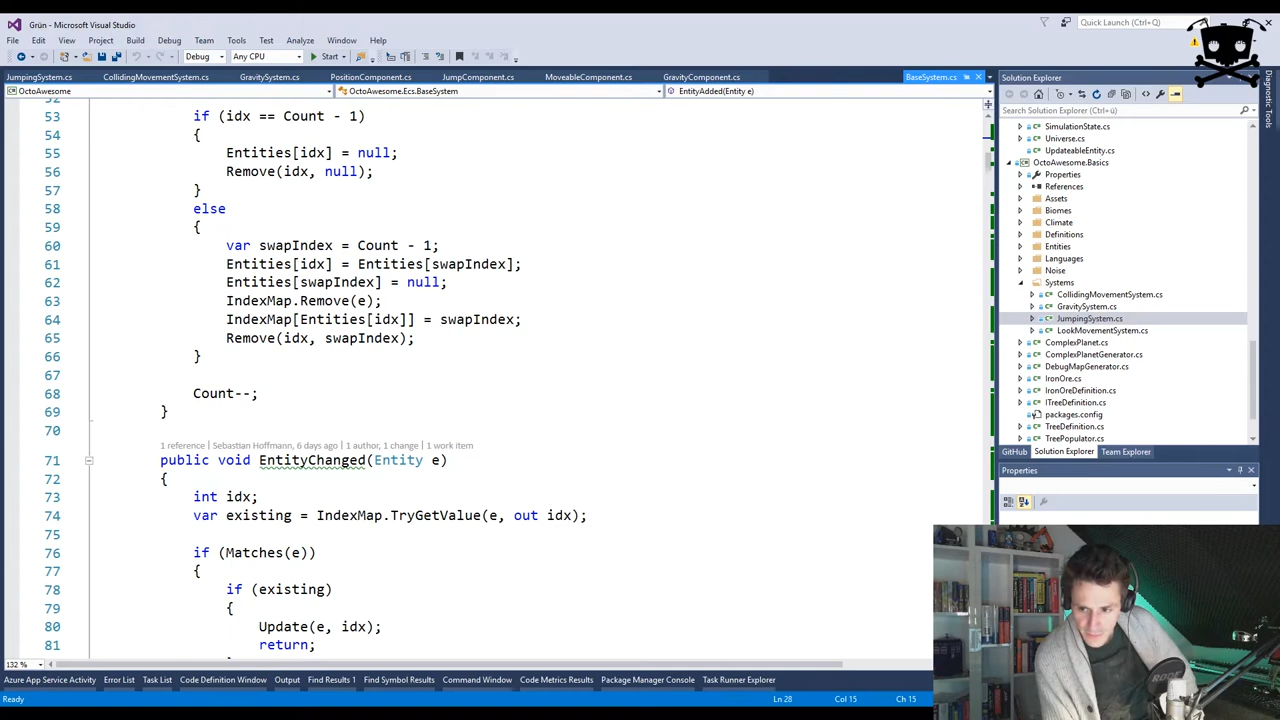 Grün - Microsoft Visual Studio
Quick Launch (Ctrl+Q)
File Edit View Project Build Debug Team Tools Test Analyze Window Help
Debug Any CPU Start
JumpingSystem.cs CollidingMovementSystem.cs GravitySystem.cs PositionComponent.cs JumpComponent.cs MoveableComponent.cs GravityComponent.cs BaseSystem.cs
OctoAwesome OctoAwesome.Ecs.BaseSystem EntityAdded(Entity e)
52
53 if (idx == Count - 1)
54 {
55 Entities[idx] = null;
56 Remove(idx, null);
57 }
58 else
59 {
60 var swapIndex = Count - 1;
61 Entities[idx] = Entities[swapIndex];
62 Entities[swapIndex] = null;
63 IndexMap.Remove(e);
64 IndexMap[Entities[idx]] = swapIndex;
65 Remove(idx, swapIndex);
66 }
67
68 Count--;
69 }
70
1 reference | Sebastian Hoffmann, 6 days ago | 1 author, 1 change | 1 work item
71 public void EntityChanged(Entity e)
72 {
73 int idx;
74 var existing = IndexMap.TryGetValue(e, out idx);
75
76 if (Matches(e))
77 {
78 if (existing)
79 {
80 Update(e, idx);
81 return;
132 %
Solution Explorer
Search Solution Explorer (Ctrl+ü)
SimulationState.cs
Universe.cs
UpdateableEntity.cs
OctoAwesome.Basics
Properties
References
Assets
Biomes
Climate
Definitions
Entities
Languages
Noise
Systems
CollidingMovementSystem.cs
GravitySystem.cs
JumpingSystem.cs
LookMovementSystem.cs
ComplexPlanet.cs
ComplexPlanetGenerator.cs
DebugMapGenerator.cs
IronOre.cs
IronOreDefinition.cs
ITreeDefinition.cs
packages.config
TreeDefinition.cs
TreePopulator.cs
GitHub Solution Explorer Team Explorer
Properties
Diagnostic Tools
RODE
Azure App Service Activity Error List Task List Code Definition Window Output Find Results 1 Find Symbol Results Command Window Code Metrics Results Package Manager Console Task Runner Explorer
Ready Ln 28 Col 15 Ch 15